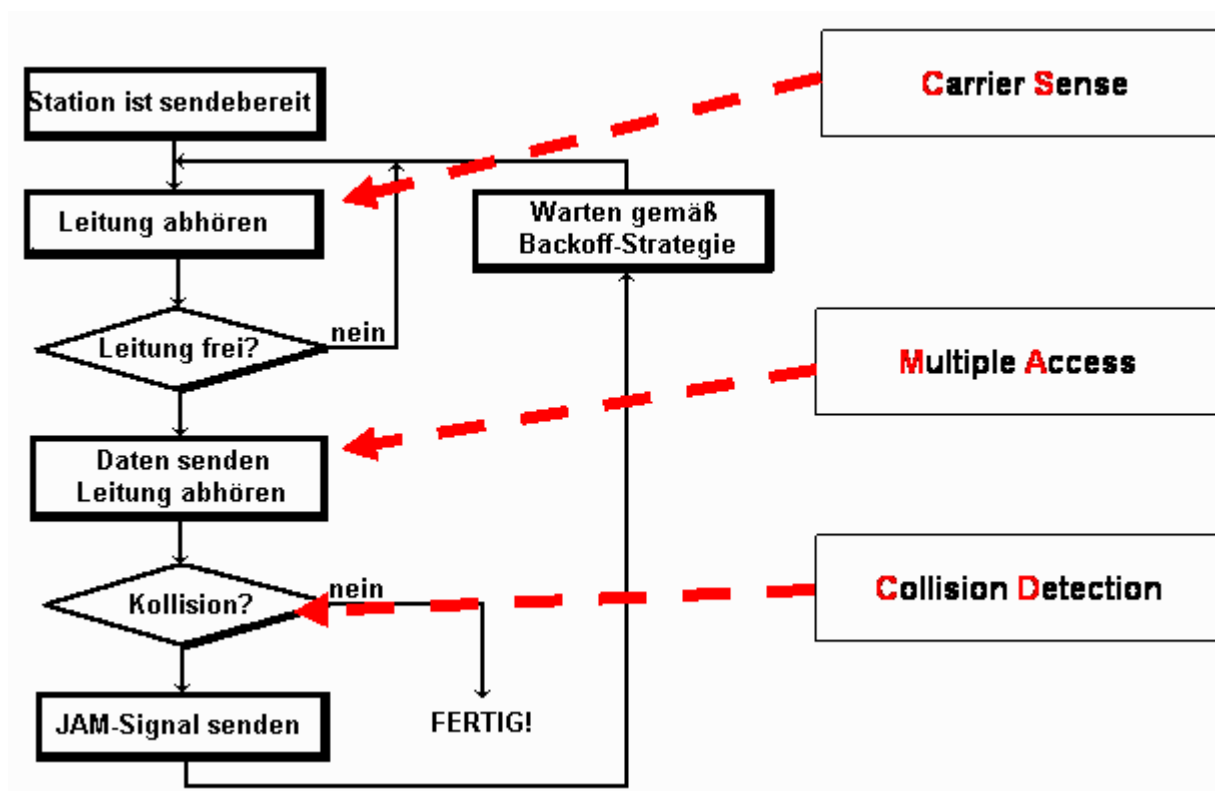 Station ist sendebereit
Leitung abhören
Leitung frei?
nein
Daten senden
Leitung abhören
Kollision?
nein
JAM-Signal senden
FERTIG!
Warten gemäß
Backoff-Strategie
Carrier Sense
Multiple Access
Collision Detection